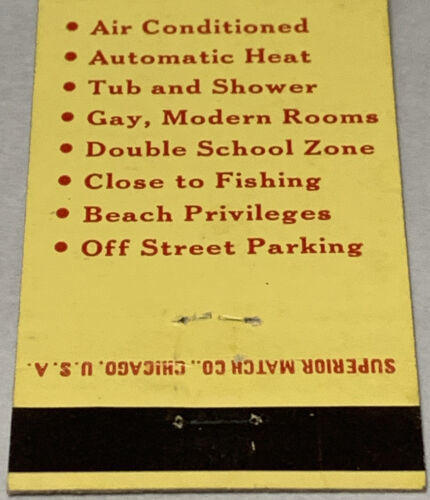 • Air Conditioned
• Automatic Heat
• Tub and Shower
• Gay, Modern Rooms
• Double School Zone
• Close to Fishing
• Beach Privileges
• Off Street Parking
SUPERIOR MATCH CO., CHICAGO, U.S.A.